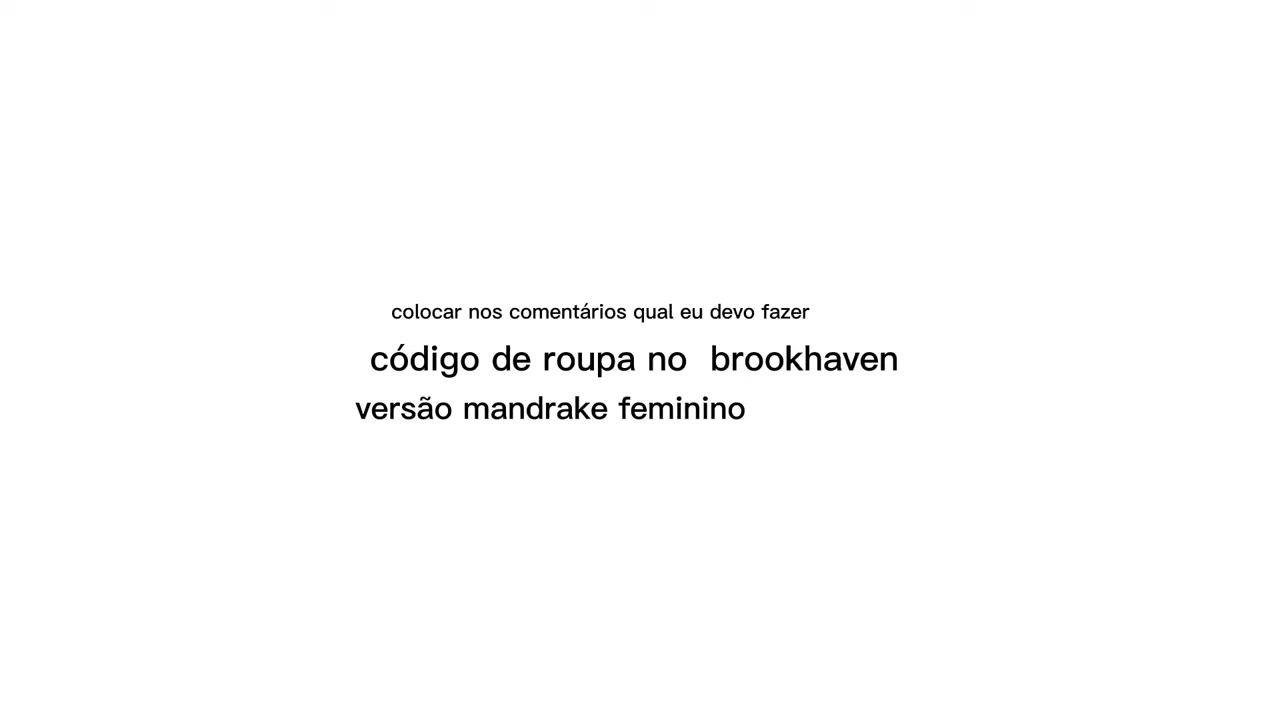 colocar nos comentários qual eu devo fazer
código de roupa no  brookhaven
versão mandrake feminino